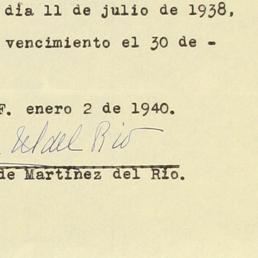 dia 11 de julio de 1938,
vencimiento el 30 de -
F. enero 2 de 1940.
del Rio
de Martínez del Río.